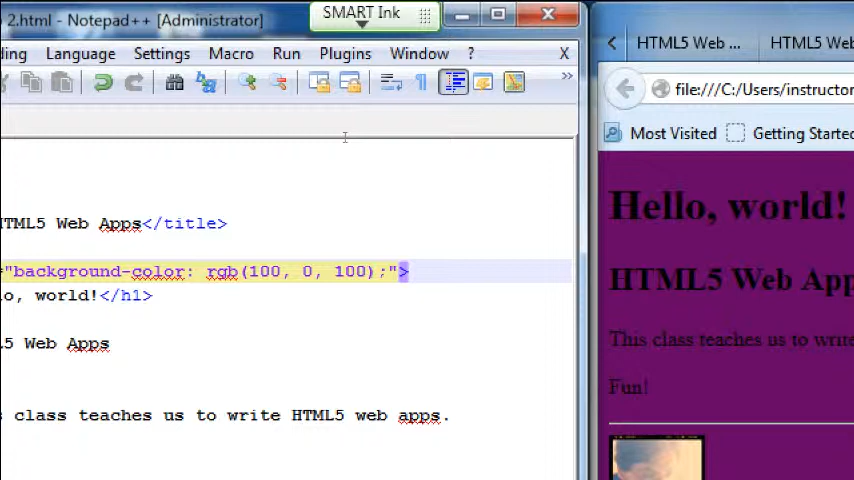 2.html - Notepad++ [Administrator]
SMART Ink
ding Language Settings Macro Run Plugins Window ? X
HTML5 Web ... HTML5 Web
file:///C:/Users/instructor
Most Visited Getting Started
HTML5 Web Apps</title>
="background-color: rgb(100, 0, 100);">
lo, world!</h1>
5 Web Apps
s class teaches us to write HTML5 web apps.
Hello, world!
HTML5 Web App
This class teaches us to write
Fun!